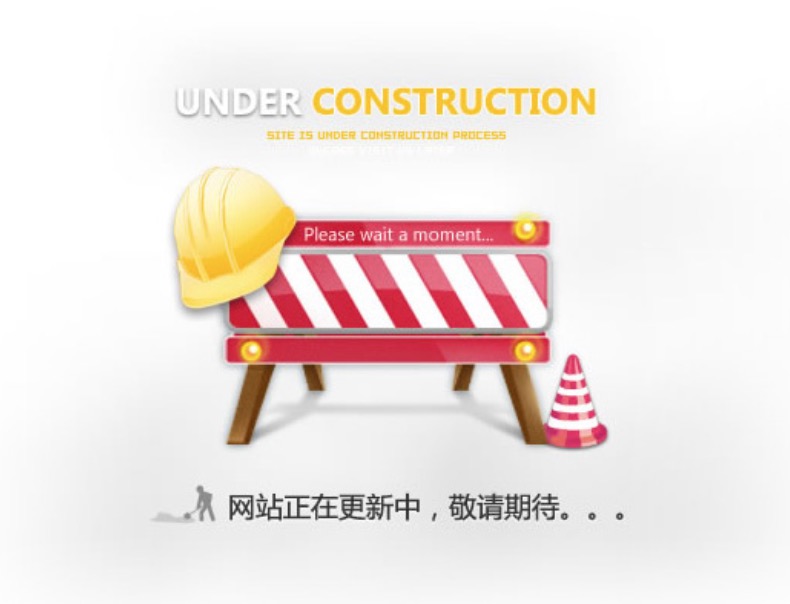 UNDER CONSTRUCTION
SITE IS UNDER CONSTRUCTION PROCESS
Please wait a moment...
网站正在更新中，敬请期待。。。